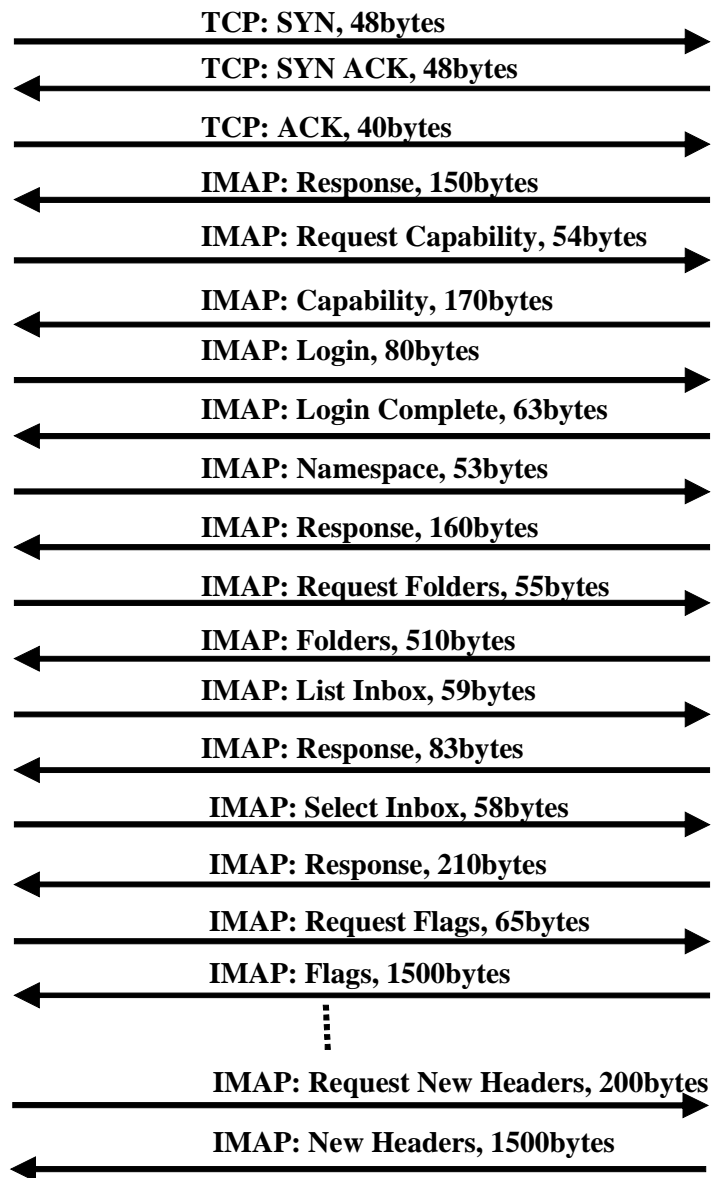 TCP: SYN, 48bytes
TCP: SYN ACK, 48bytes
TCP: ACK, 40bytes
IMAP: Response, 150bytes
IMAP: Request Capability, 54bytes
IMAP: Capability, 170bytes
IMAP: Login, 80bytes
IMAP: Login Complete, 63bytes
IMAP: Namespace, 53bytes
IMAP: Response, 160bytes
IMAP: Request Folders, 55bytes
IMAP: Folders, 510bytes
IMAP: List Inbox, 59bytes
IMAP: Response, 83bytes
IMAP: Select Inbox, 58bytes
IMAP: Response, 210bytes
IMAP: Request Flags, 65bytes
IMAP: Flags, 1500bytes
IMAP: Request New Headers, 200bytes
IMAP: New Headers, 1500bytes